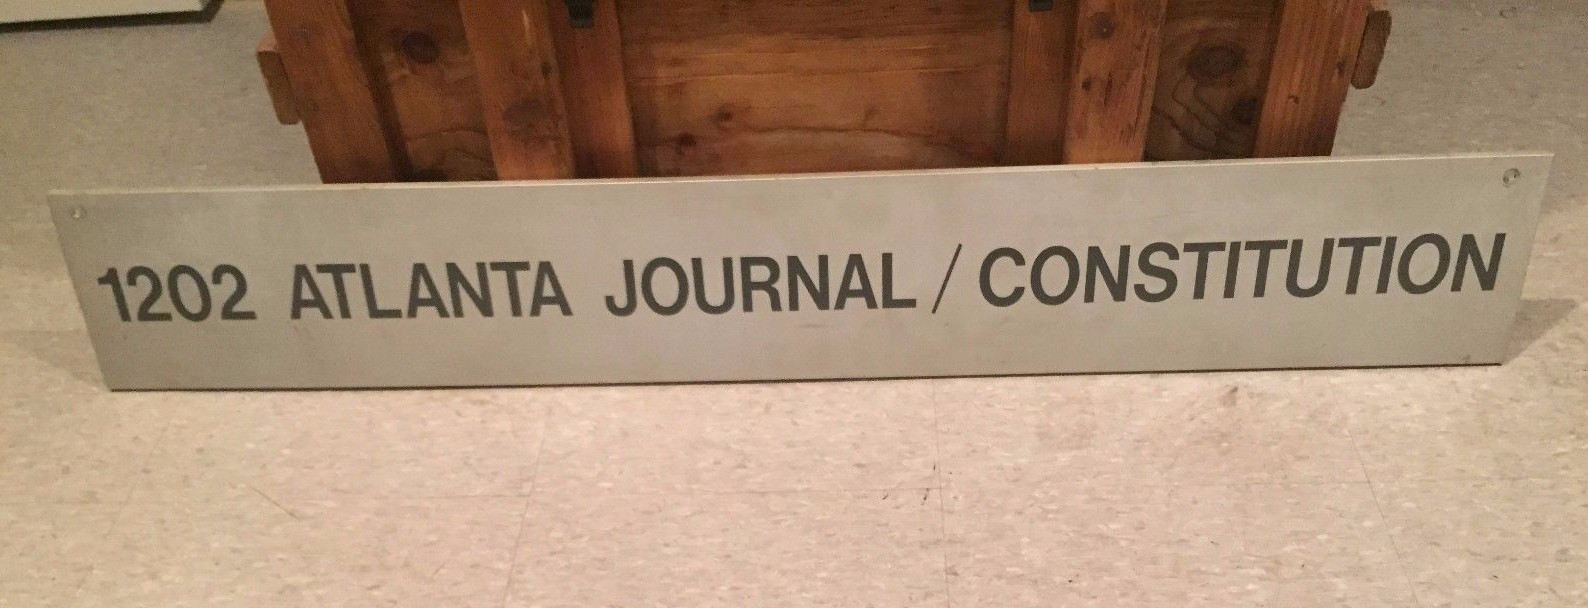 1202 ATLANTA JOURNAL / CONSTITUTION